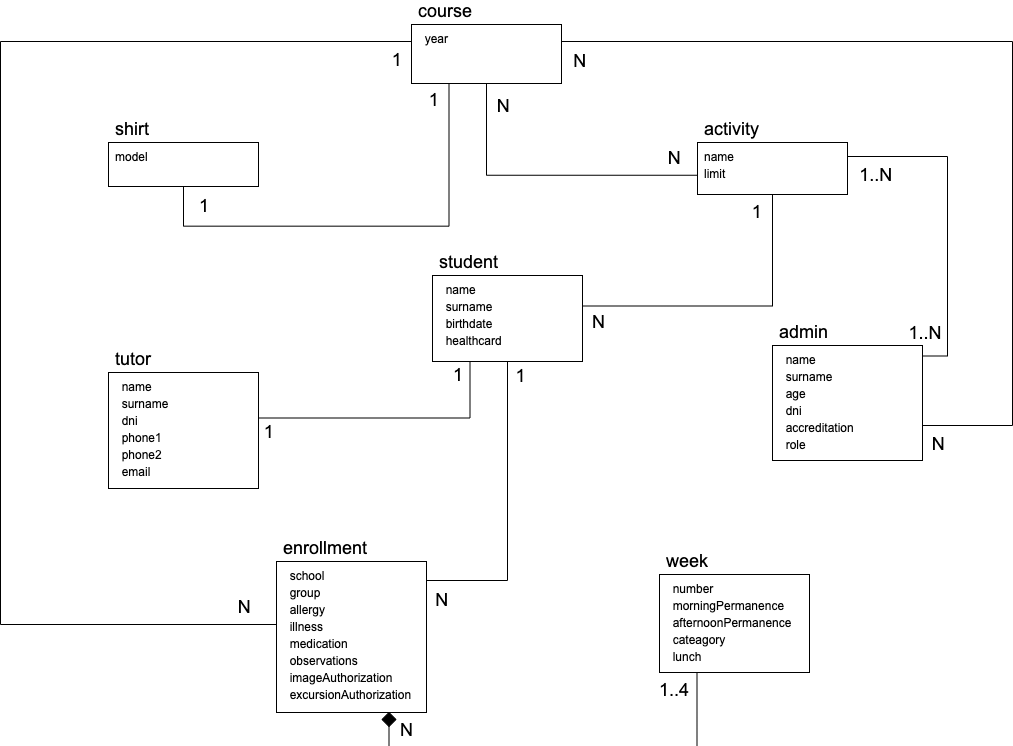 course
year
1
N
1
N
shirt
model
1
activity
name
limit
N
1..N
1
student
name
surname
birthdate
healthcard
N
1
1
tutor
name
surname
dni
phone1
phone2
email
1
admin
1..N
name
surname
age
dni
accreditation
role
N
enrollment
school
group
allergy
illness
medication
observations
imageAuthorization
excursionAuthorization
N
N
N
week
number
morningPermanence
afternoonPermanence
cateagory
lunch
1..4